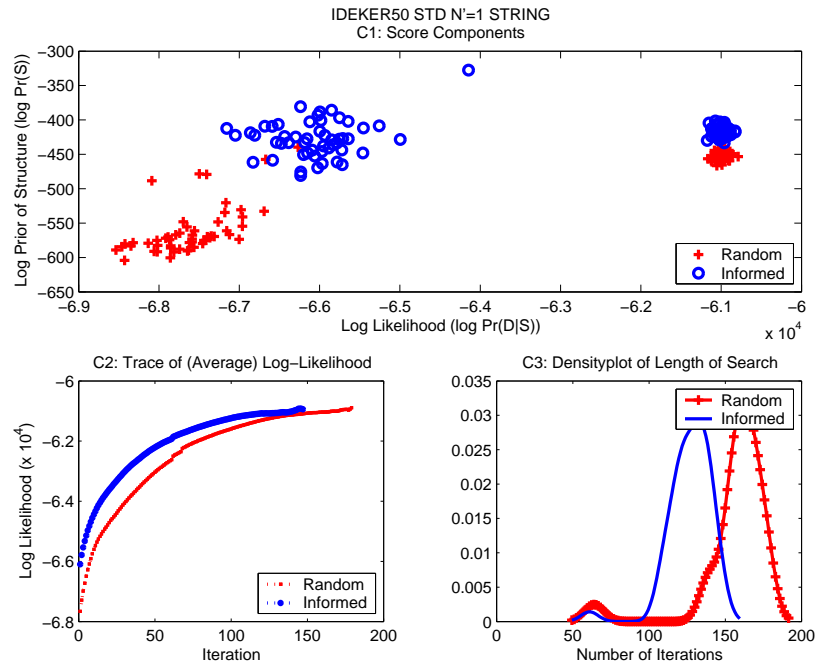 IDEKER50 STD N'=1 STRING
C1: Score Components
−300
−350
−400
−450
−500
−550
−600
−650
Log Prior of Structure (log Pr(S))
−6.9
−6.8
−6.7
−6.6
−6.5
−6.4
−6.3
−6.2
−6.1
−6
Log Likelihood (log Pr(D|S))
x 10^4
Random
Informed
C2: Trace of (Average) Log−Likelihood
−6
−6.2
−6.4
−6.6
−6.8
Log Likelihood (x 10^4)
0
50
100
150
200
Iteration
Random
Informed
C3: Densityplot of Length of Search
0.035
0.03
0.025
0.02
0.015
0.01
0.005
0
0
50
100
150
200
Number of Iterations
Random
Informed